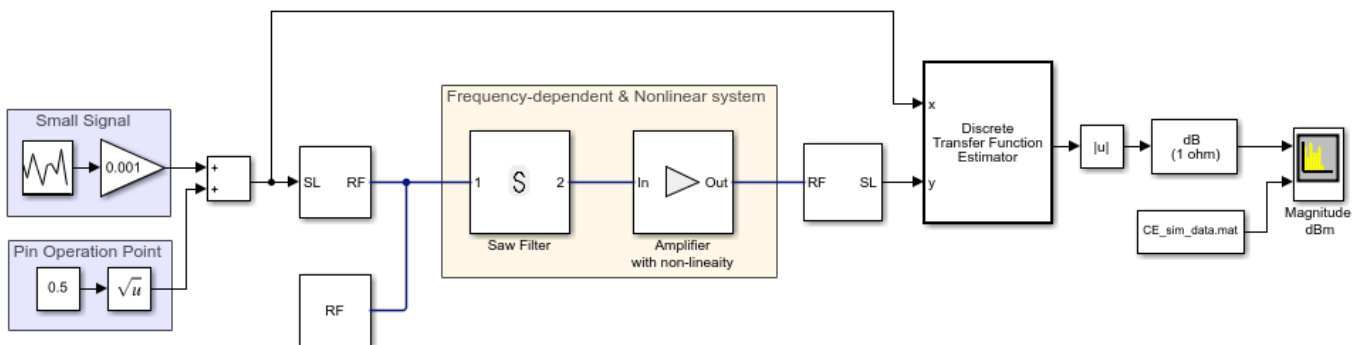 Small Signal
0.001
+
+
Pin Operation Point
0.5
√u
SL RF
RF
Frequency-dependent & Nonlinear system
1 S 2
Saw Filter
In Out
Amplifier
with non-lineaity
RF SL
x
y
Discrete
Transfer Function
Estimator
|u|
dB
(1 ohm)
CE_sim_data.mat
Magnitude
dBm